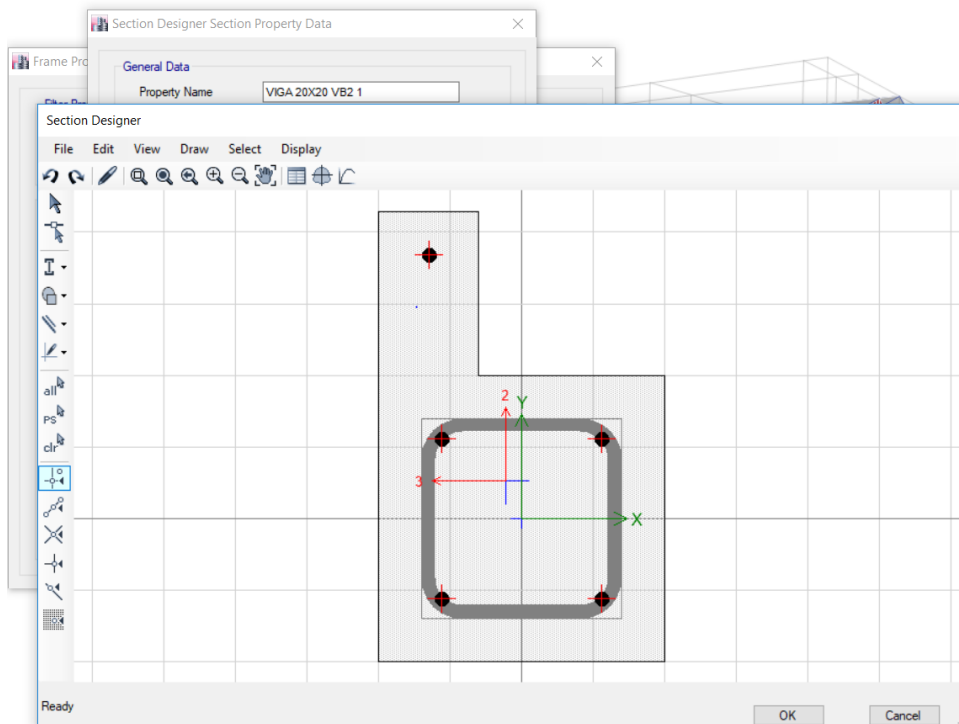 Section Designer Section Property Data
Frame Pro
General Data
Property Name
VIGA 20X20 VB2 1
Section Designer
File Edit View Draw Select Display
all
PS
clr
2
Y
3
X
Ready
OK Cancel